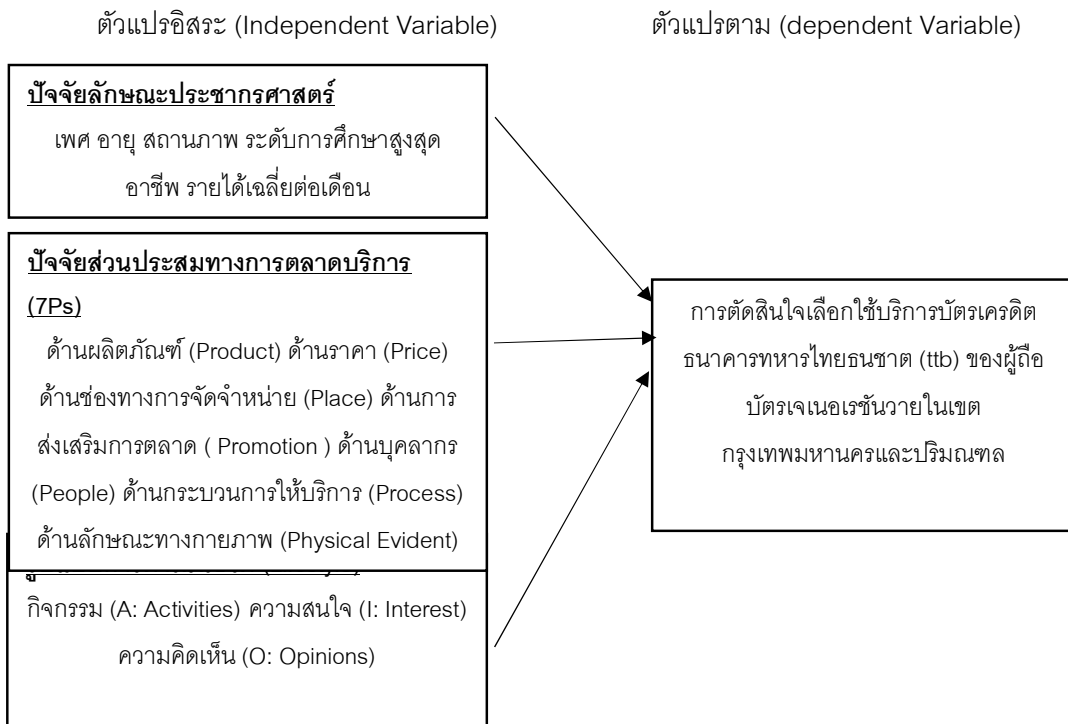 ตัวแปรอิสระ (Independent Variable)
ตัวแปรตาม (dependent Variable)
ปัจจัยลักษณะประชากรศาสตร์
เพศ อายุ สถานภาพ ระดับการศึกษาสูงสุด
อาชีพ รายได้เฉลี่ยต่อเดือน
ปัจจัยส่วนประสมทางการตลาดบริการ
(7Ps)
ด้านผลิตภัณฑ์ (Product) ด้านราคา (Price)
ด้านช่องทางการจัดจำหน่าย (Place) ด้านการ
ส่งเสริมการตลาด ( Promotion ) ด้านบุคลากร
(People) ด้านกระบวนการให้บริการ (Process)
ด้านลักษณะทางกายภาพ (Physical Evident)
กิจกรรม (A: Activities) ความสนใจ (I: Interest)
ความคิดเห็น (O: Opinions)
การตัดสินใจเลือกใช้บริการบัตรเครดิต
ธนาคารทหารไทยธนชาต (ttb) ของผู้ถือ
บัตรเจเนอเรชันวายในเขต
กรุงเทพมหานครและปริมณฑล